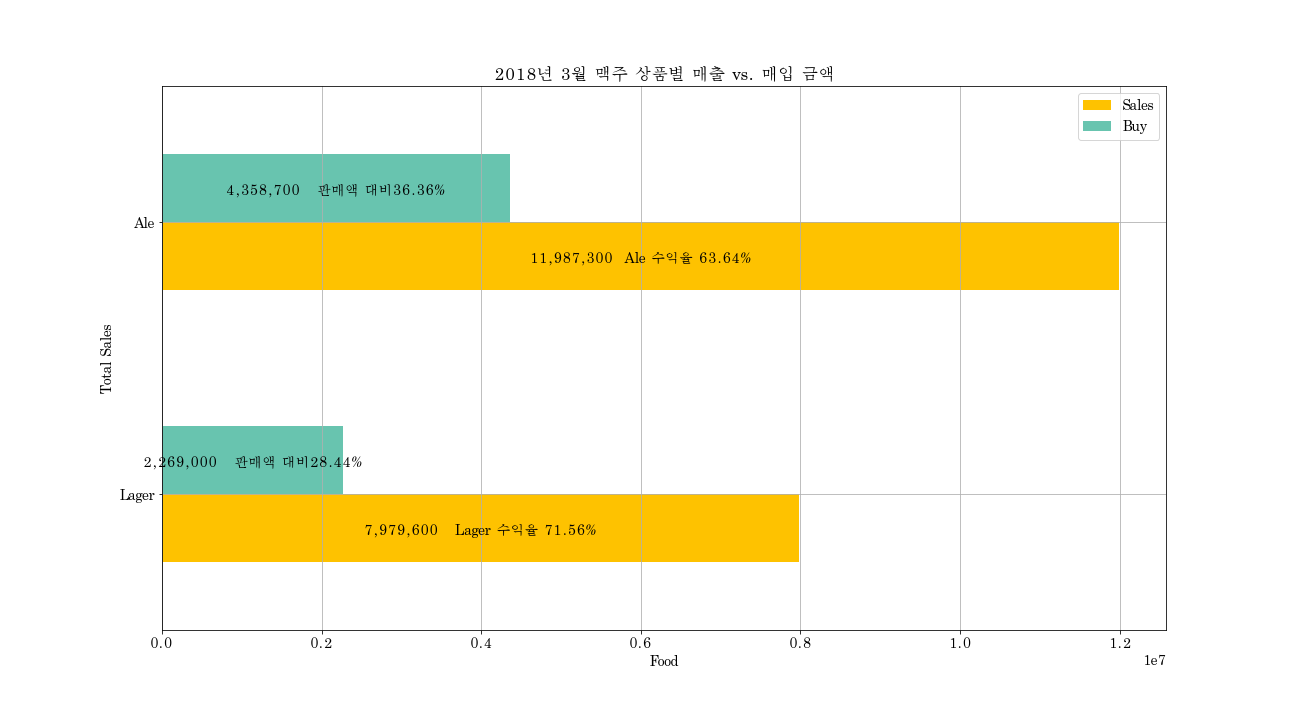 2018년 3월 맥주 상품별 매출 vs. 매입 금액
Sales
Buy
4,358,700 판매액 대비36.36%
Ale
11,987,300 Ale 수익율 63.64%
Total Sales
2,269,000 판매액 대비28.44%
Lager
7,979,600 Lager 수익율 71.56%
0.0 0.2 0.4 0.6 0.8 1.0 1.2
Food
1e7